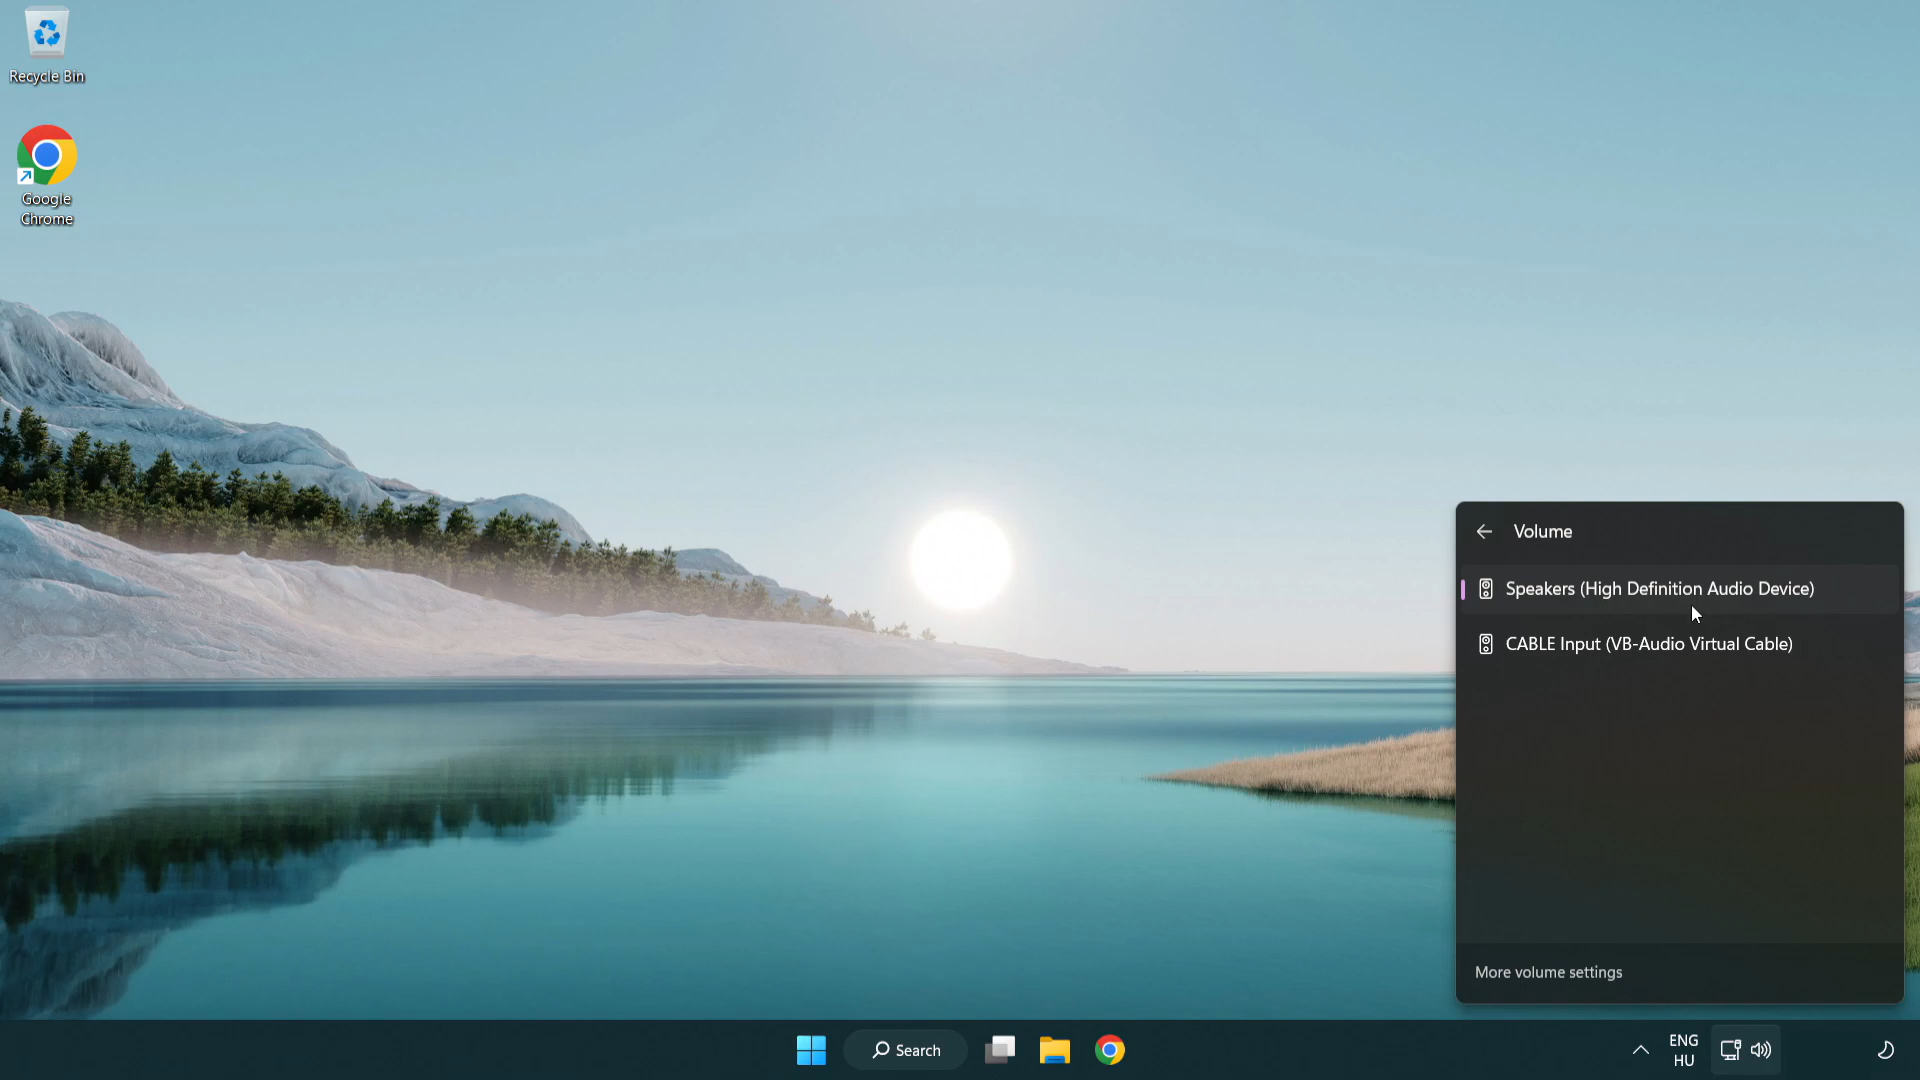 Recycle Bin
Google
Chrome
Volume
Speakers (High Definition Audio Device)
CABLE Input (VB-Audio Virtual Cable)
More volume settings
Search
ENG
HU